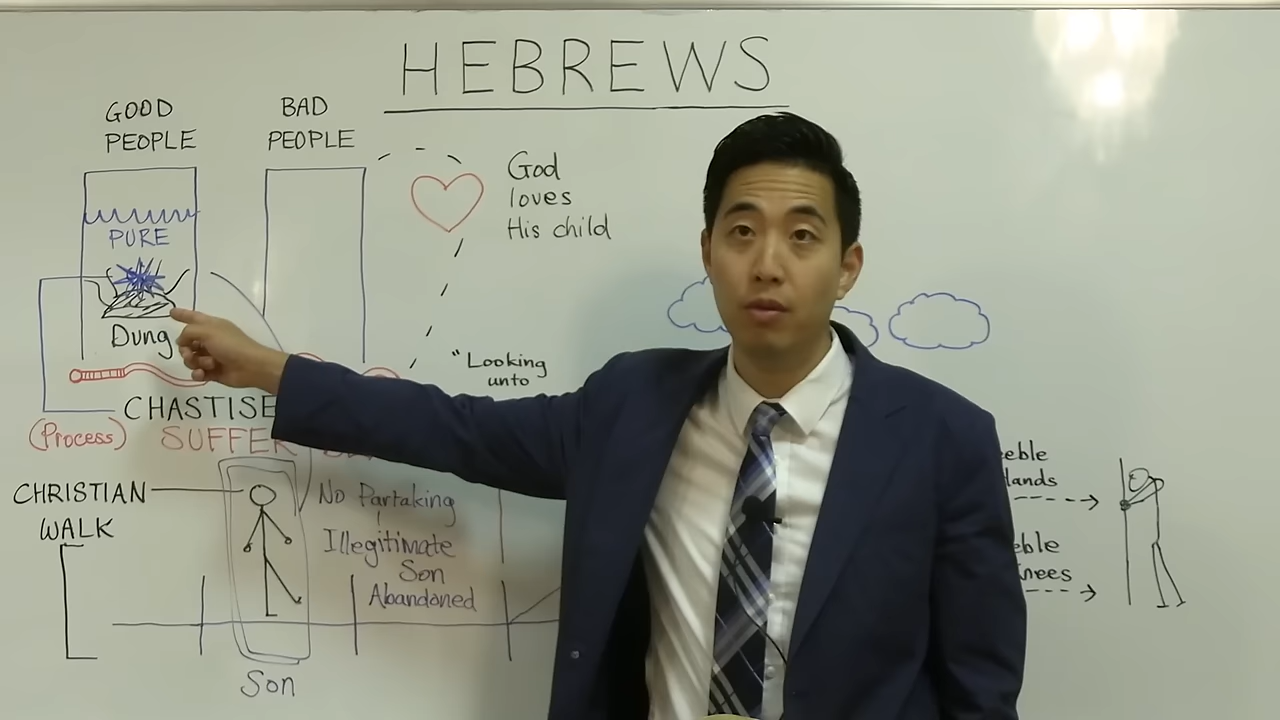 HEBREWS
GOOD
PEOPLE
BAD
PEOPLE
God
loves
His child
PURE
Dung
"Looking
unto
CHASTISE
(Process)
SUFFER
CHRISTIAN
WALK
No Partaking
Illegitimate
Son
Abandoned
Son
eeble
Hands
eble
Knees